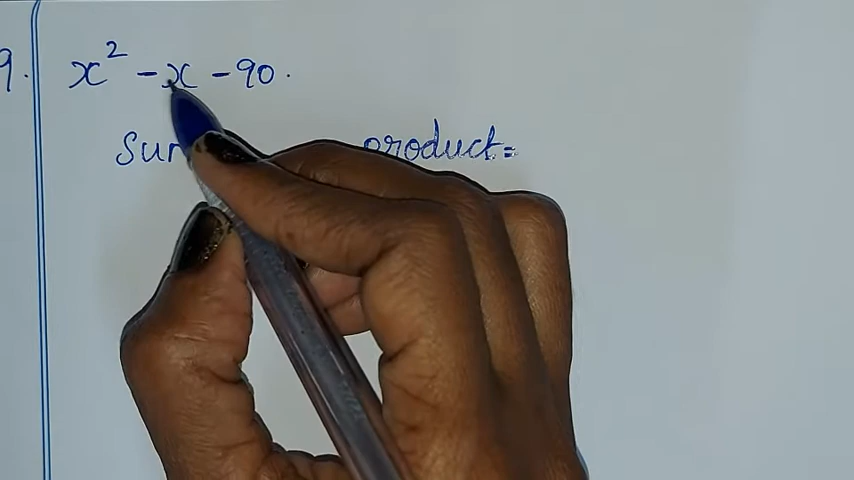 9. x² - x - 90.
product =